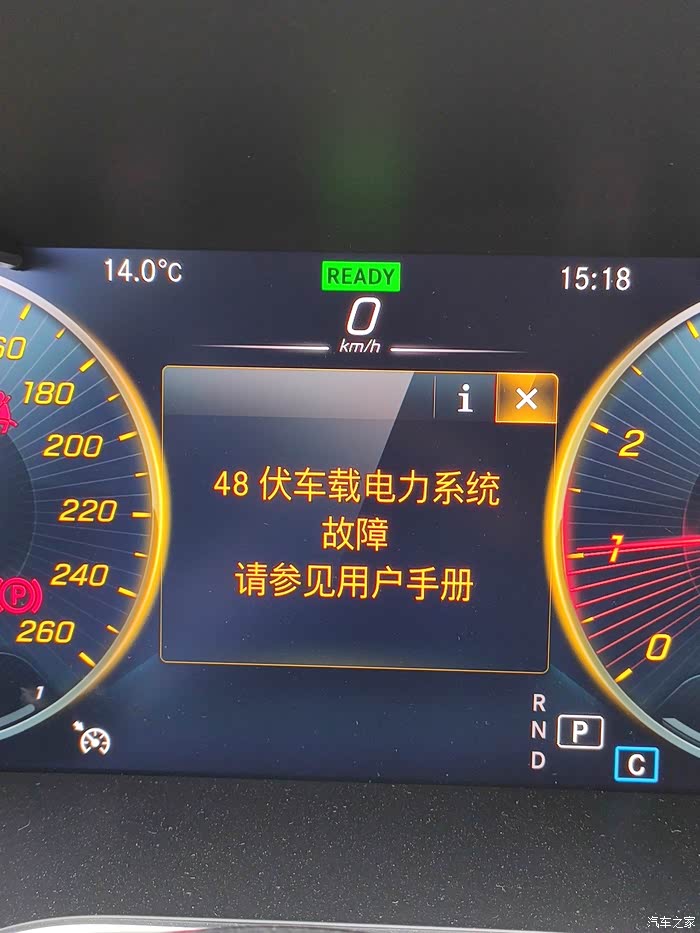 14.0°C
READY
15:18
0
km/h
180
200
220
240
260
1
i
48 伏车载电力系统
故障
请参见用户手册
2
1
0
P
R
N
D
P
C
汽车之家